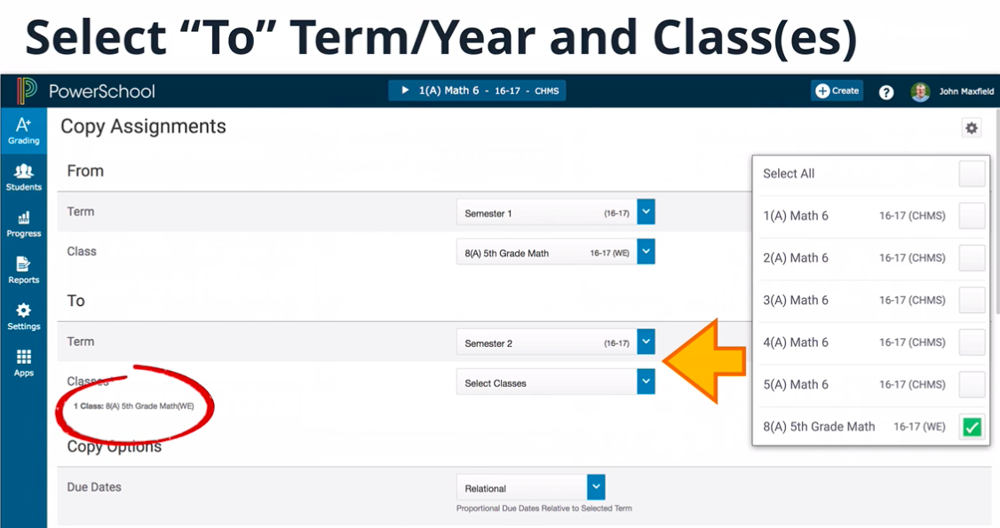 Select “To” Term/Year and Class(es)
PowerSchool
1(A) Math 6 - 16-17 - CHMS
Create
?
John Maxfield
A+
Grading
Students
Progress
Reports
Settings
Apps
Copy Assignments
From
Term
Semester 1 (16-17)
Class
8(A) 5th Grade Math 16-17 (WE)
To
Term
Semester 2 (16-17)
Classes*
Select Classes
1 Class: 8(A) 5th Grade Math(WE)
Copy Options
Due Dates
Relational
Proportional Due Dates Relative to Selected Term
Select All
1(A) Math 6 16-17 (CHMS)
2(A) Math 6 16-17 (CHMS)
3(A) Math 6 16-17 (CHMS)
4(A) Math 6 16-17 (CHMS)
5(A) Math 6 16-17 (CHMS)
8(A) 5th Grade Math 16-17 (WE)